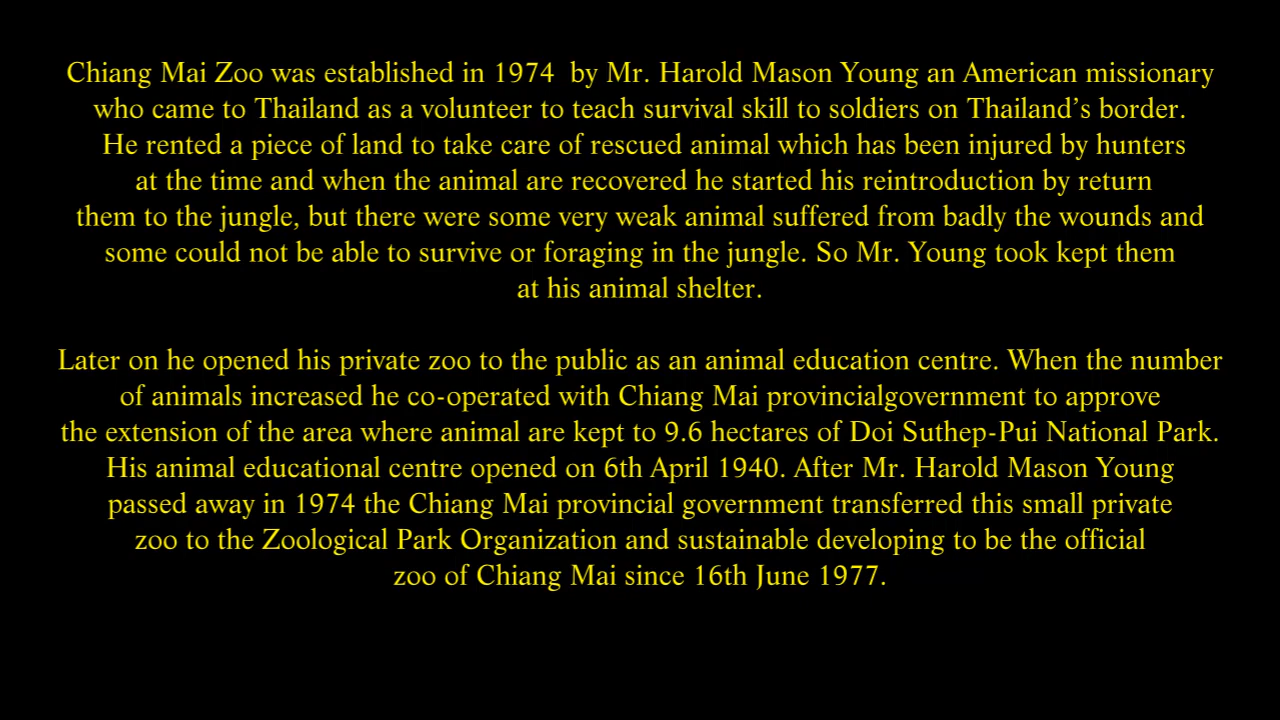 Chiang Mai Zoo was established in 1974  by Mr. Harold Mason Young an American missionary
who came to Thailand as a volunteer to teach survival skill to soldiers on Thailand’s border.
He rented a piece of land to take care of rescued animal which has been injured by hunters
at the time and when the animal are recovered he started his reintroduction by return
them to the jungle, but there were some very weak animal suffered from badly the wounds and
some could not be able to survive or foraging in the jungle. So Mr. Young took kept them
at his animal shelter.
Later on he opened his private zoo to the public as an animal education centre. When the number
of animals increased he co-operated with Chiang Mai provincialgovernment to approve
the extension of the area where animal are kept to 9.6 hectares of Doi Suthep-Pui National Park.
His animal educational centre opened on 6th April 1940. After Mr. Harold Mason Young
passed away in 1974 the Chiang Mai provincial government transferred this small private
zoo to the Zoological Park Organization and sustainable developing to be the official
zoo of Chiang Mai since 16th June 1977.